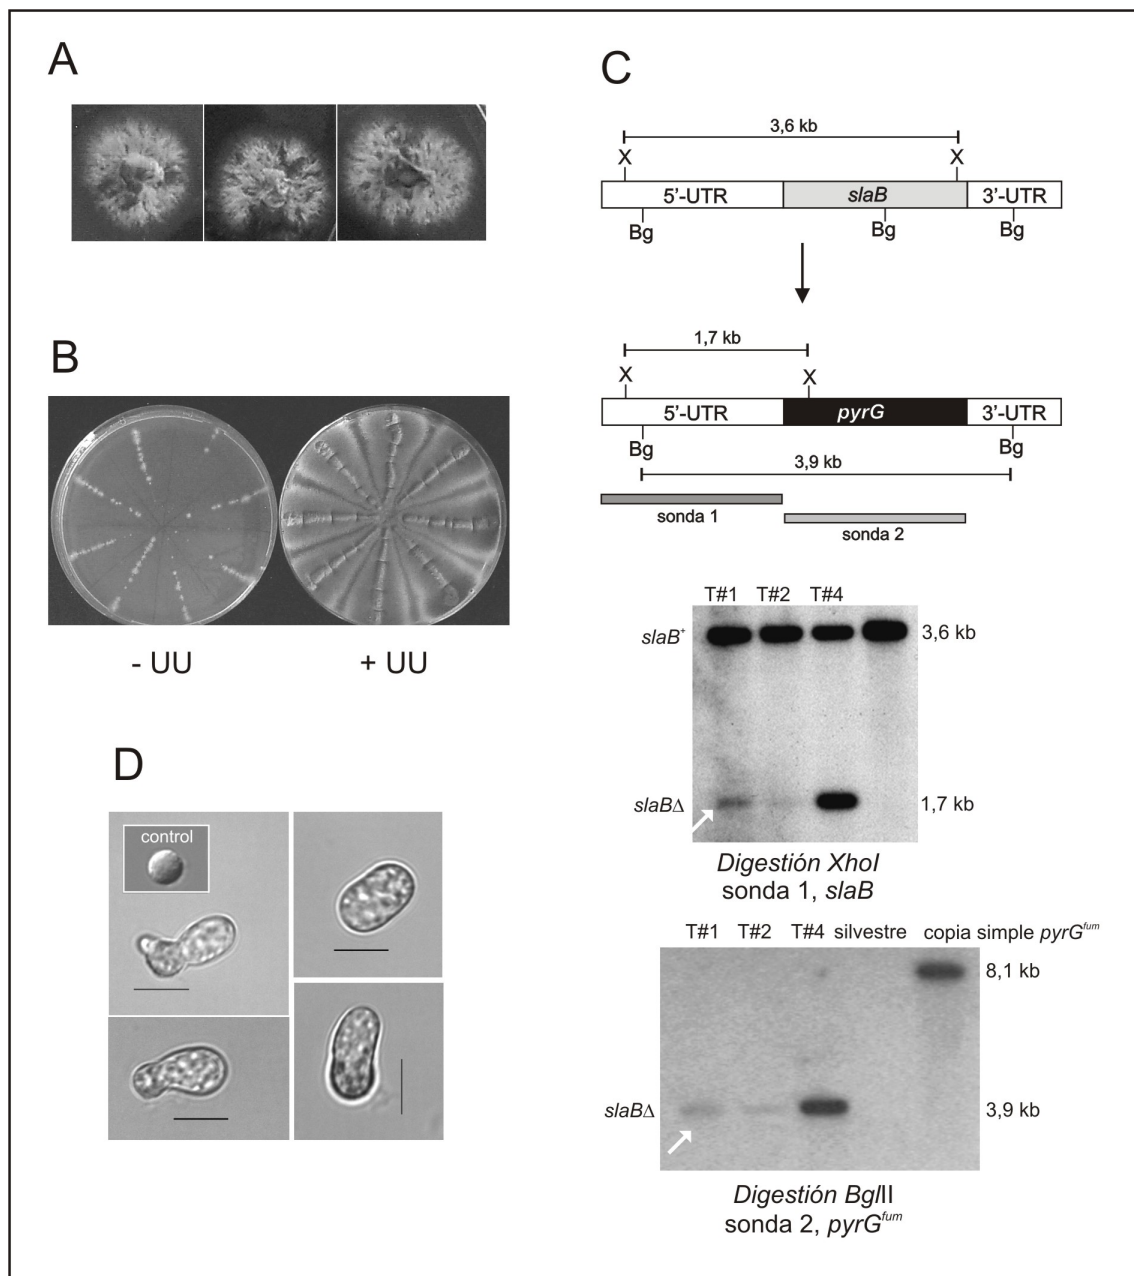 A
B
- UU
+ UU
C
3,6 kb
X
X
5'-UTR
slaB
3'-UTR
Bg
Bg
Bg
1,7 kb
X
X
5'-UTR
pyrG
3'-UTR
Bg
Bg
3,9 kb
sonda 1
sonda 2
T#1 T#2 T#4
slaB+
3,6 kb
slaBΔ
1,7 kb
Digestión XhoI
sonda 1, slaB
T#1 T#2 T#4 silvestre copia simple pyrGfum
8,1 kb
slaBΔ
3,9 kb
Digestión BglII
sonda 2, pyrGfum
D
control